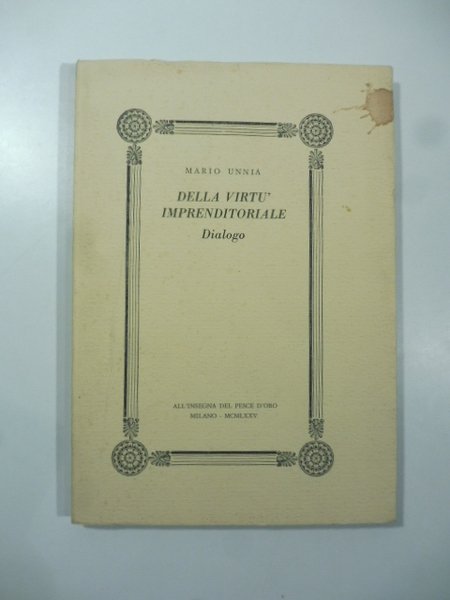 MARIO UNNIA
DELLA VIRTU'
IMPRENDITORIALE
Dialogo
ALL'INSEGNA DEL PESCE D'ORO
MILANO - MCMLXXV